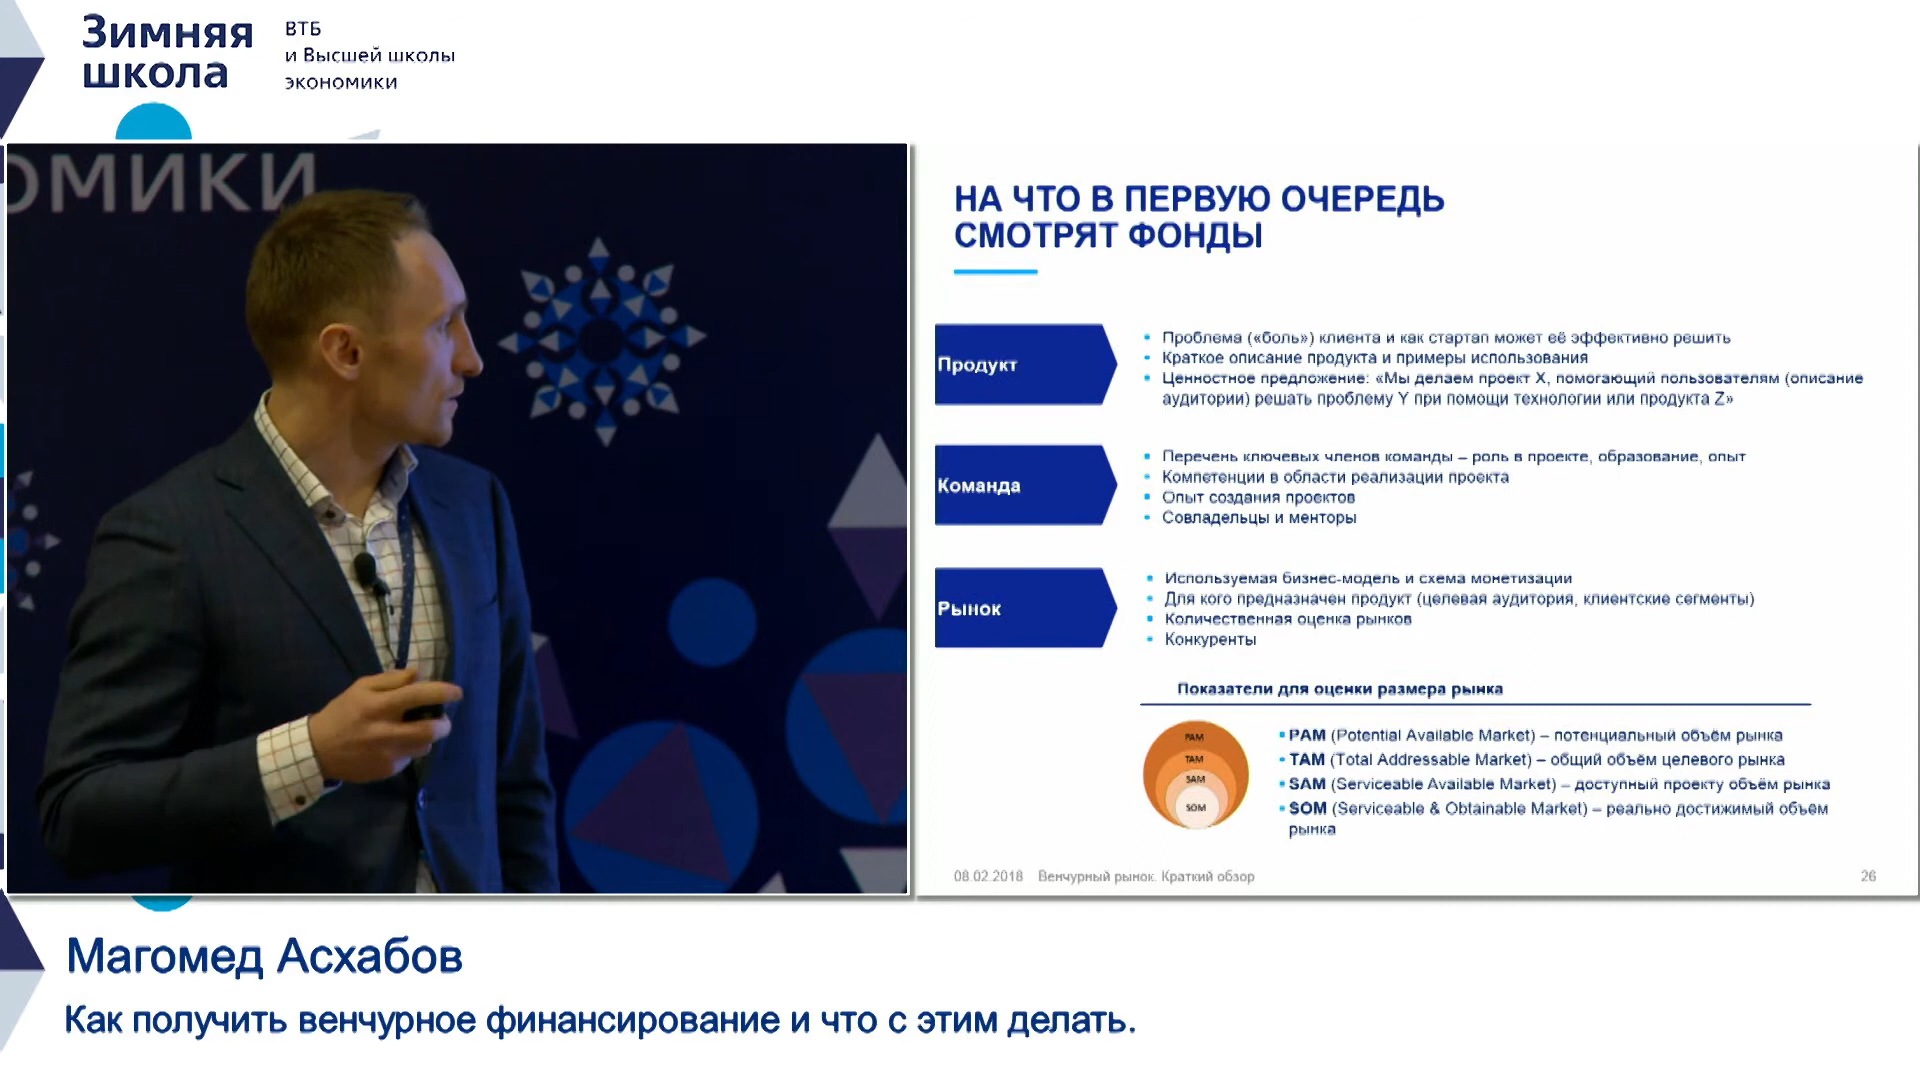 Зимняя
школа
ВТБ
и Высшей школы
экономики
ОМИКИ
НА ЧТО В ПЕРВУЮ ОЧЕРЕДЬ
СМОТРЯТ ФОНДЫ
Продукт
• Проблема («боль») клиента и как стартап может её эффективно решить
• Краткое описание продукта и примеры использования
• Ценностное предложение: «Мы делаем проект X, помогающий пользователям (описание
аудитории) решать проблему Y при помощи технологии или продукта Z»
Команда
• Перечень ключевых членов команды – роль в проекте, образование, опыт
• Компетенции в области реализации проекта
• Опыт создания проектов
• Совладельцы и менторы
Рынок
• Используемая бизнес-модель и схема монетизации
• Для кого предназначен продукт (целевая аудитория, клиентские сегменты)
• Количественная оценка рынков
• Конкуренты
Показатели для оценки размера рынка
PAM
TAM
SAM
SOM
• PAM (Potential Available Market) – потенциальный объём рынка
• TAM (Total Addressable Market) – общий объём целевого рынка
• SAM (Serviceable Available Market) – доступный проекту объём рынка
• SOM (Serviceable & Obtainable Market) – реально достижимый объём
рынка
08.02.2018 Венчурный рынок. Краткий обзор
26
Магомед Асхабов
Как получить венчурное финансирование и что с этим делать.